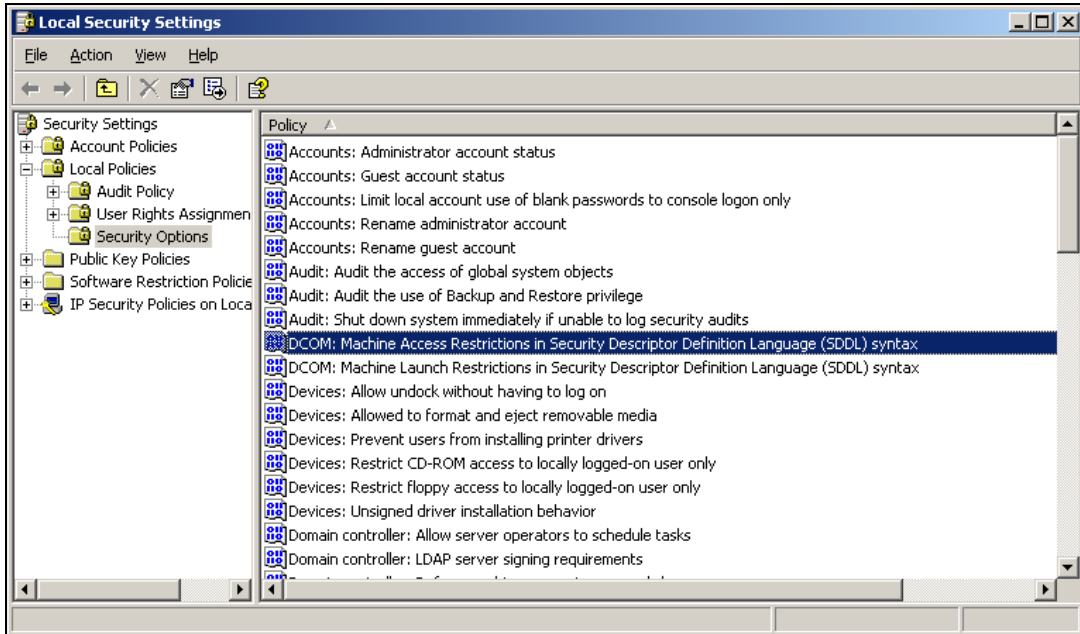 Local Security Settings
File Action View Help
Security Settings
Account Policies
Local Policies
Audit Policy
User Rights Assignmen
Security Options
Public Key Policies
Software Restriction Policie
IP Security Policies on Loca
Policy
Accounts: Administrator account status
Accounts: Guest account status
Accounts: Limit local account use of blank passwords to console logon only
Accounts: Rename administrator account
Accounts: Rename guest account
Audit: Audit the access of global system objects
Audit: Audit the use of Backup and Restore privilege
Audit: Shut down system immediately if unable to log security audits
DCOM: Machine Access Restrictions in Security Descriptor Definition Language (SDDL) syntax
DCOM: Machine Launch Restrictions in Security Descriptor Definition Language (SDDL) syntax
Devices: Allow undock without having to log on
Devices: Allowed to format and eject removable media
Devices: Prevent users from installing printer drivers
Devices: Restrict CD-ROM access to locally logged-on user only
Devices: Restrict floppy access to locally logged-on user only
Devices: Unsigned driver installation behavior
Domain controller: Allow server operators to schedule tasks
Domain controller: LDAP server signing requirements